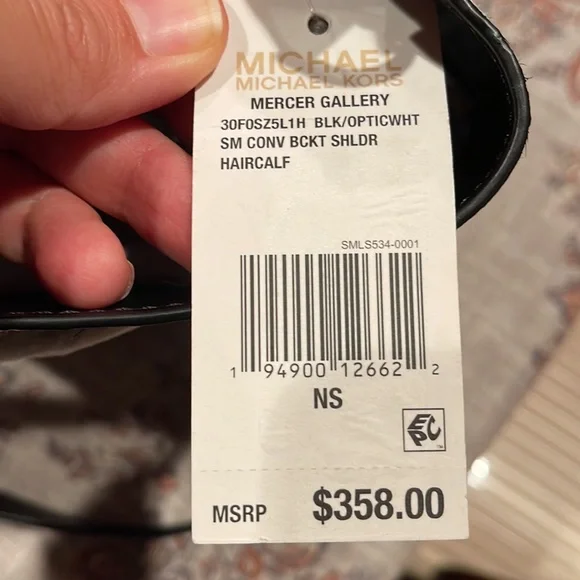 MICHAEL
MICHAEL KORS
MERCER GALLERY
30F0SZ5L1H BLK/OPTICWHT
SM CONV BCKT SHLDR
HAIRCALF
SMLS534-0001
1 94900 12662 2
NS
EPC
MSRP $358.00